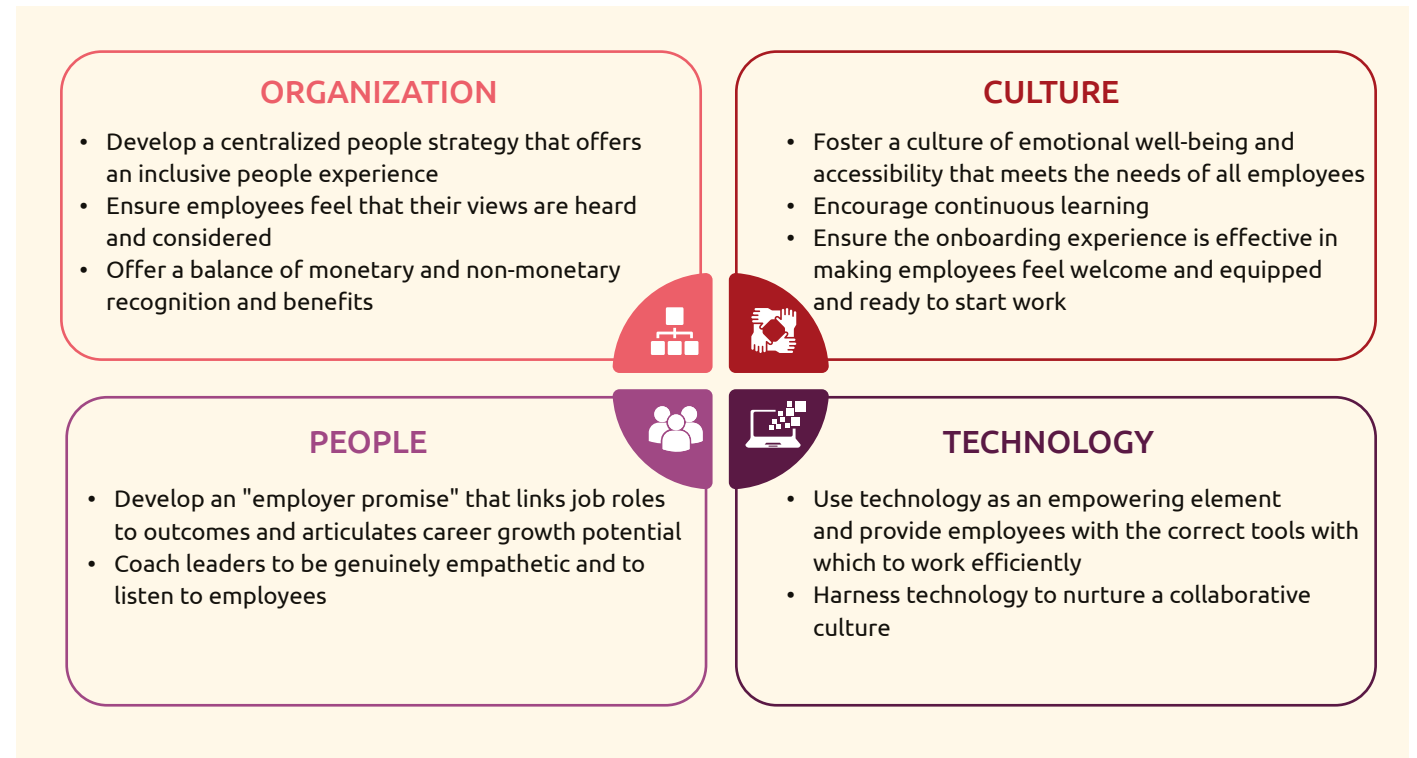 ORGANIZATION
• Develop a centralized people strategy that offers
an inclusive people experience
• Ensure employees feel that their views are heard
and considered
• Offer a balance of monetary and non-monetary
recognition and benefits
CULTURE
• Foster a culture of emotional well-being and
accessibility that meets the needs of all employees
• Encourage continuous learning
• Ensure the onboarding experience is effective in
making employees feel welcome and equipped
and ready to start work
PEOPLE
• Develop an "employer promise" that links job roles
to outcomes and articulates career growth potential
• Coach leaders to be genuinely empathetic and to
listen to employees
TECHNOLOGY
• Use technology as an empowering element
and provide employees with the correct tools with
which to work efficiently
• Harness technology to nurture a collaborative
culture